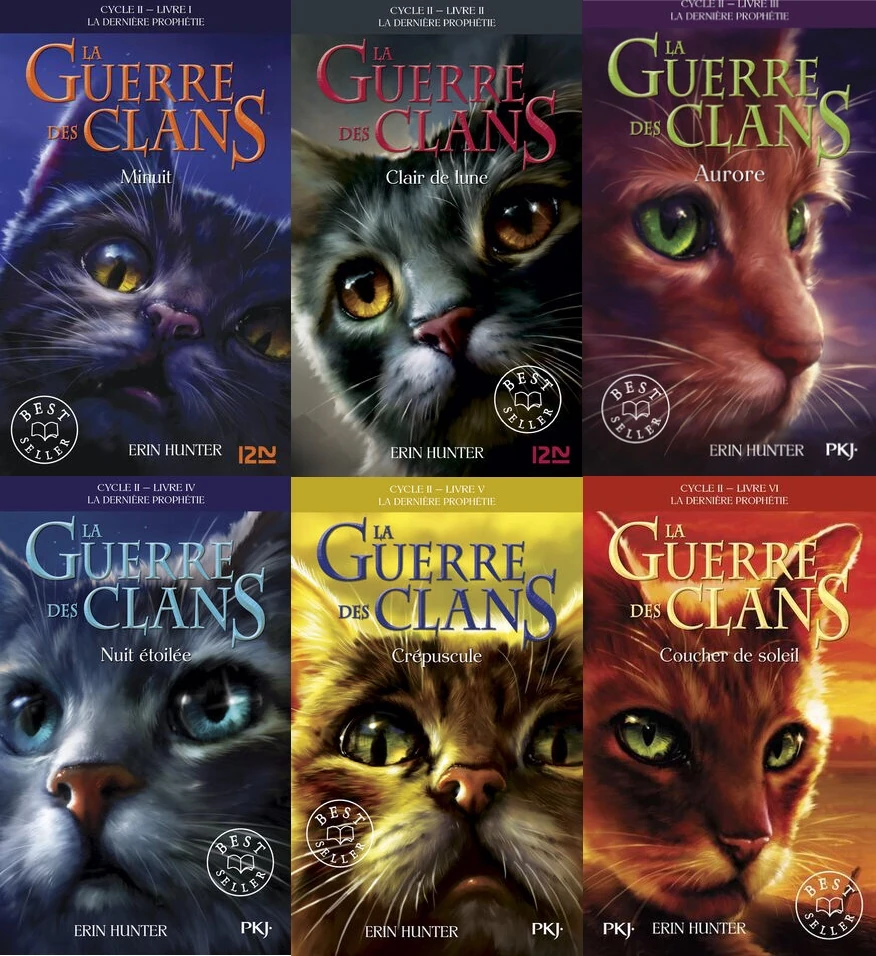 CYCLE II – LIVRE I
LA DERNIÈRE PROPHÉTIE
LA
GUERRE
DES CLANS
Minuit
BEST
SELLER
ERIN HUNTER
12N
CYCLE II – LIVRE II
LA DERNIÈRE PROPHÉTIE
LA
GUERRE
DES CLANS
Clair de lune
BEST
SELLER
ERIN HUNTER
12N
CYCLE II – LIVRE III
LA DERNIÈRE PROPHÉTIE
LA
GUERRE
DES CLANS
Aurore
BEST
SELLER
ERIN HUNTER
PKJ·
CYCLE II – LIVRE IV
LA DERNIÈRE PROPHÉTIE
LA
GUERRE
DES CLANS
Nuit étoilée
BEST
SELLER
ERIN HUNTER
PKJ·
CYCLE II – LIVRE V
LA DERNIÈRE PROPHÉTIE
LA
GUERRE
DES CLANS
Crépuscule
BEST
SELLER
ERIN HUNTER
PKJ·
CYCLE II – LIVRE VI
LA DERNIÈRE PROPHÉTIE
LA
GUERRE
DES CLANS
Coucher de soleil
BEST
SELLER
PKJ· ERIN HUNTER